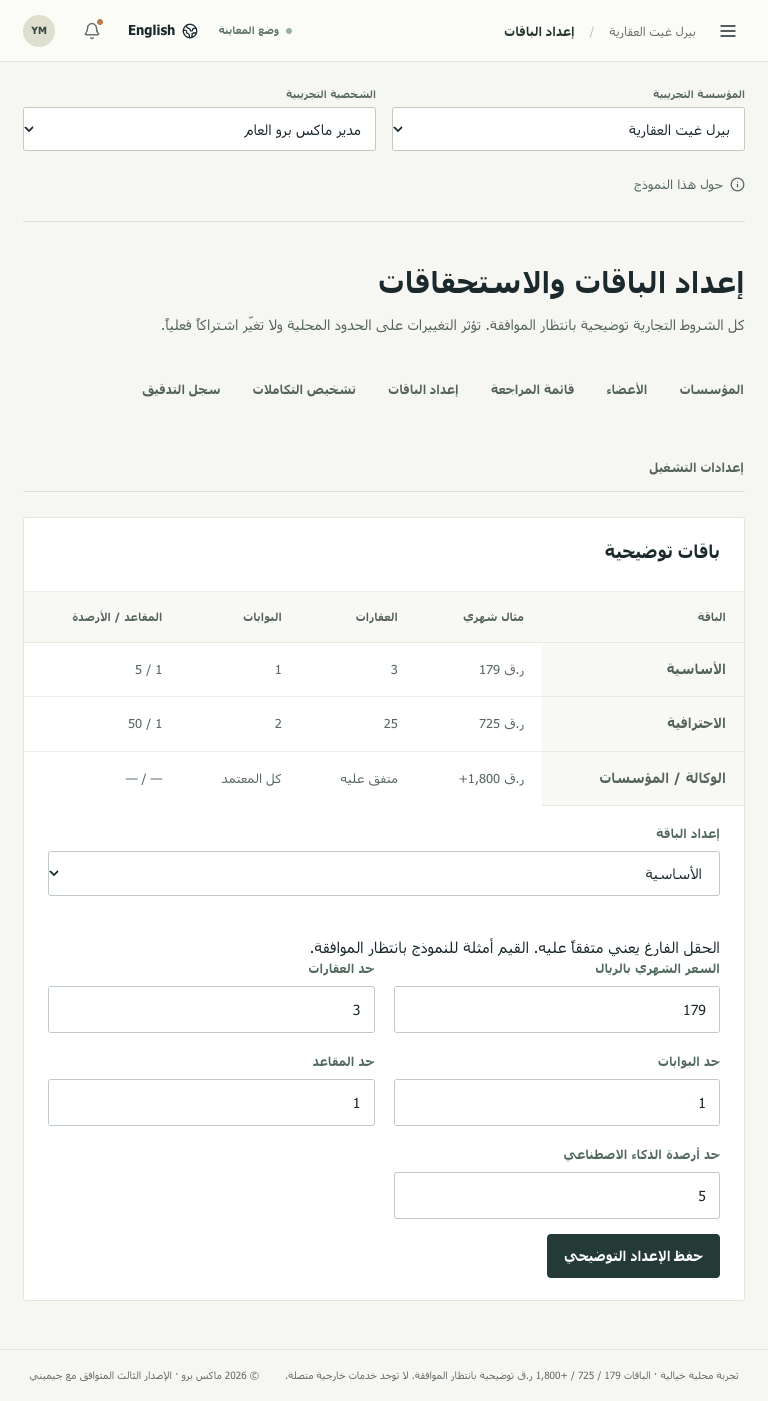 بيرل غيت العقارية / إعداد الباقات
وضع المعاينة
English
YM
المؤسسة التجريبية
بيرل غيت العقارية
الشخصية التجريبية
مدير ماكس برو العام
حول هذا النموذج
إعداد الباقات والاستحقاقات
كل الشروط التجارية توضيحية بانتظار الموافقة. تؤثر التغييرات على الحدود المحلية ولا تغيّر اشتراكاً فعلياً.
المؤسسات الأعضاء قائمة المراجعة إعداد الباقات تشخيص التكاملات سجل التدقيق
إعدادات التشغيل
باقات توضيحية
الباقة مثال شهري العقارات البوابات المقاعد / الأرصدة
الأساسية ر.ق 179 3 1 1 / 5
الاحترافية ر.ق 725 25 2 1 / 50
الوكالة / المؤسسات ر.ق 1,800+ متفق عليه كل المعتمد — / —
إعداد الباقة
الأساسية
الحقل الفارغ يعني متفقاً عليه. القيم أمثلة للنموذج بانتظار الموافقة.
السعر الشهري بالريال
179
حد العقارات
3
حد البوابات
1
حد المقاعد
1
حد أرصدة الذكاء الاصطناعي
5
حفظ الإعداد التوضيحي
تجربة محلية خيالية · الباقات 179 / 725 / 1,800+ ر.ق توضيحية بانتظار الموافقة. لا توجد خدمات خارجية متصلة.
© 2026 ماكس برو · الإصدار الثالث المتوافق مع جيميني